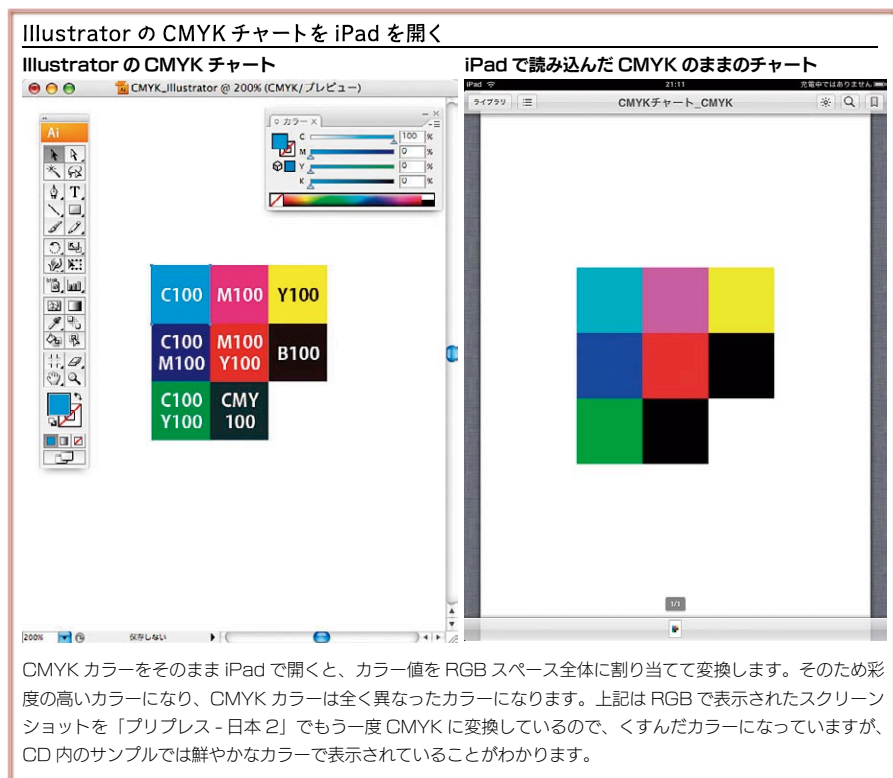 Illustrator の CMYK チャートを iPad を開く
Illustrator の CMYK チャート
iPad で読み込んだ CMYK のままのチャート
CMYK_Illustrator @ 200% (CMYK/プレビュー)
Ai
カラー ×
C 100 %
M 0 %
Y 0 %
K 0 %
C100 M100 Y100
C100 M100 M100 Y100 B100
C100 Y100 CMY 100
200% 保存しない
iPad 21:11 充電中ではありません
ライブラリ CMYKチャート_CMYK
1/1
CMYK カラーをそのまま iPad で開くと、カラー値を RGB スペース全体に割り当てて変換します。そのため彩
度の高いカラーになり、CMYK カラーは全く異なったカラーになります。上記は RGB で表示されたスクリーン
ショットを「プリプレス - 日本 2」でもう一度 CMYK に変換しているので、くすんだカラーになっていますが、
CD 内のサンプルでは鮮やかなカラーで表示されていることがわかります。